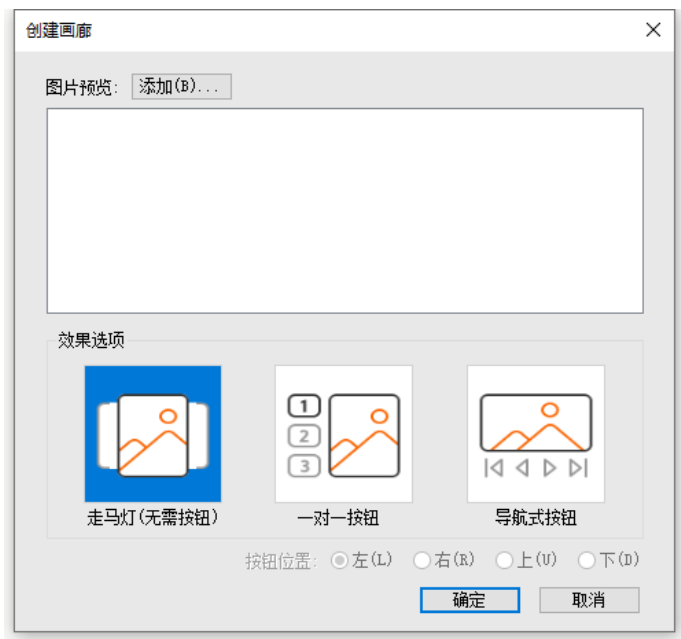 创建画廊
图片预览: 添加(B)...
效果选项
1
2
3
走马灯(无需按钮) 一对一按钮 导航式按钮
按钮位置: 左(L) 右(R) 上(U) 下(D)
确定 取消